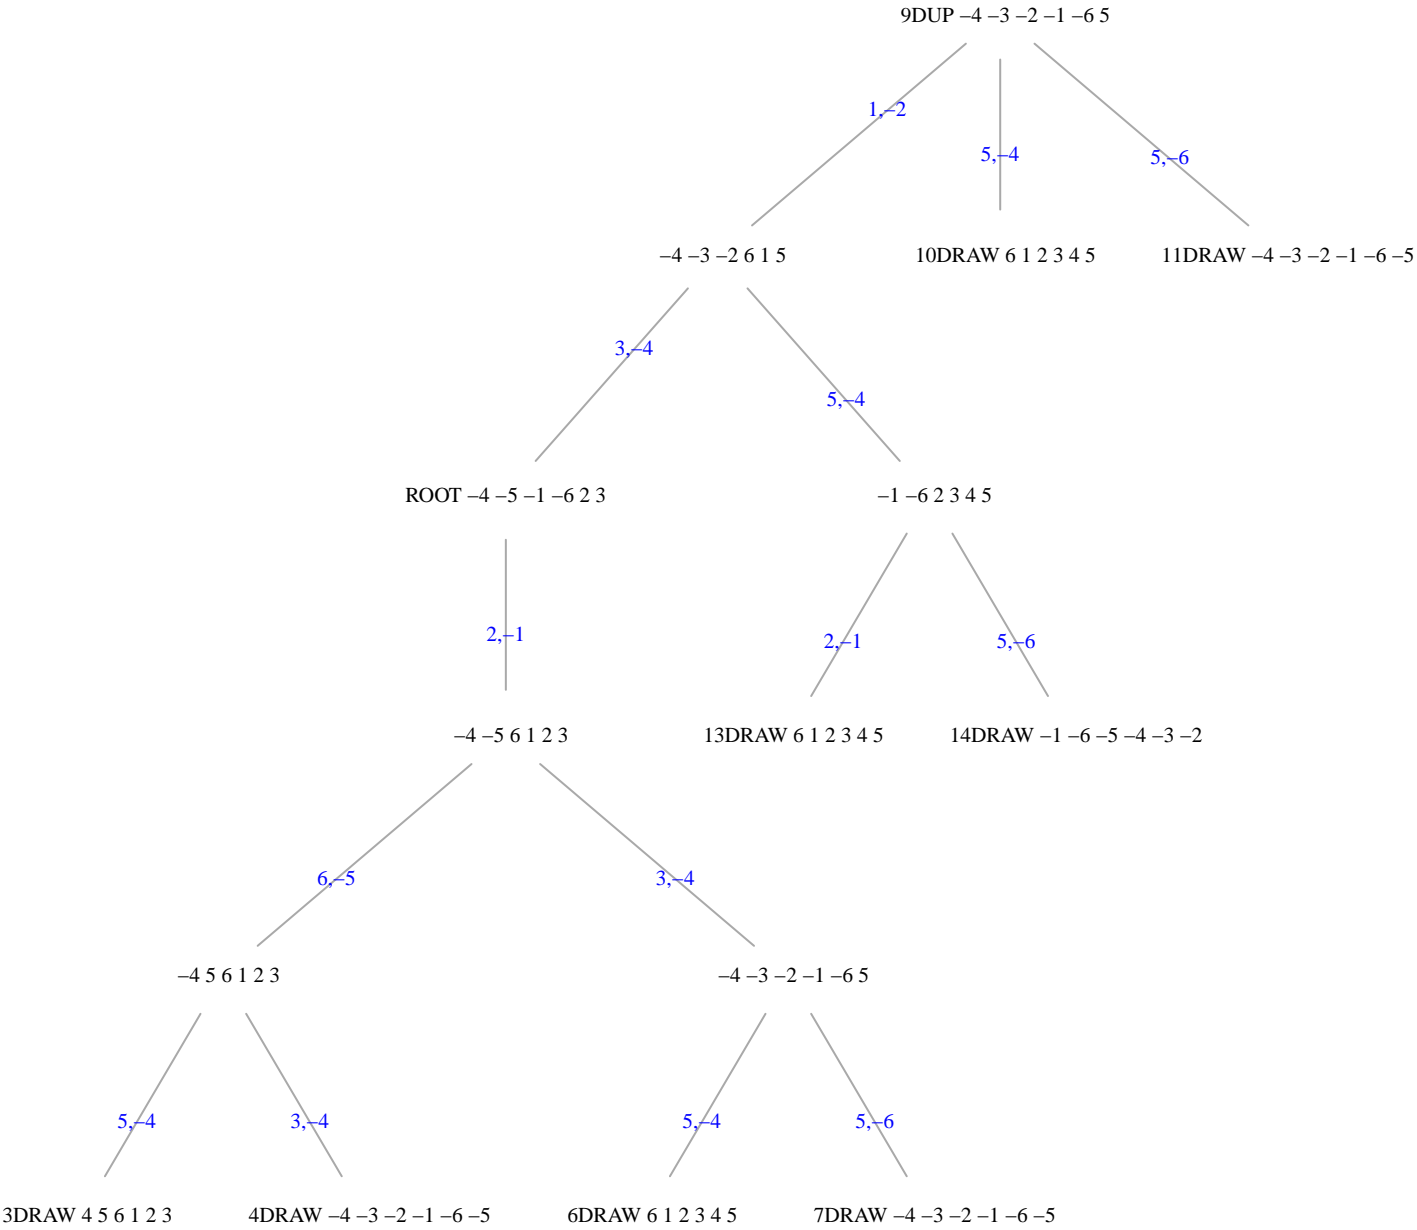 9DUP −4 −3 −2 −1 −6 5
1,−2
5,−4
5,−6
−4 −3 −2 6 1 5
10DRAW 6 1 2 3 4 5
11DRAW −4 −3 −2 −1 −6 −5
3,−4
5,−4
ROOT −4 −5 −1 −6 2 3
−1 −6 2 3 4 5
2,−1
2,−1
5,−6
−4 −5 6 1 2 3
13DRAW 6 1 2 3 4 5
14DRAW −1 −6 −5 −4 −3 −2
6,−5
3,−4
−4 5 6 1 2 3
−4 −3 −2 −1 −6 5
5,−4
3,−4
5,−4
5,−6
3DRAW 4 5 6 1 2 3
4DRAW −4 −3 −2 −1 −6 −5
6DRAW 6 1 2 3 4 5
7DRAW −4 −3 −2 −1 −6 −5